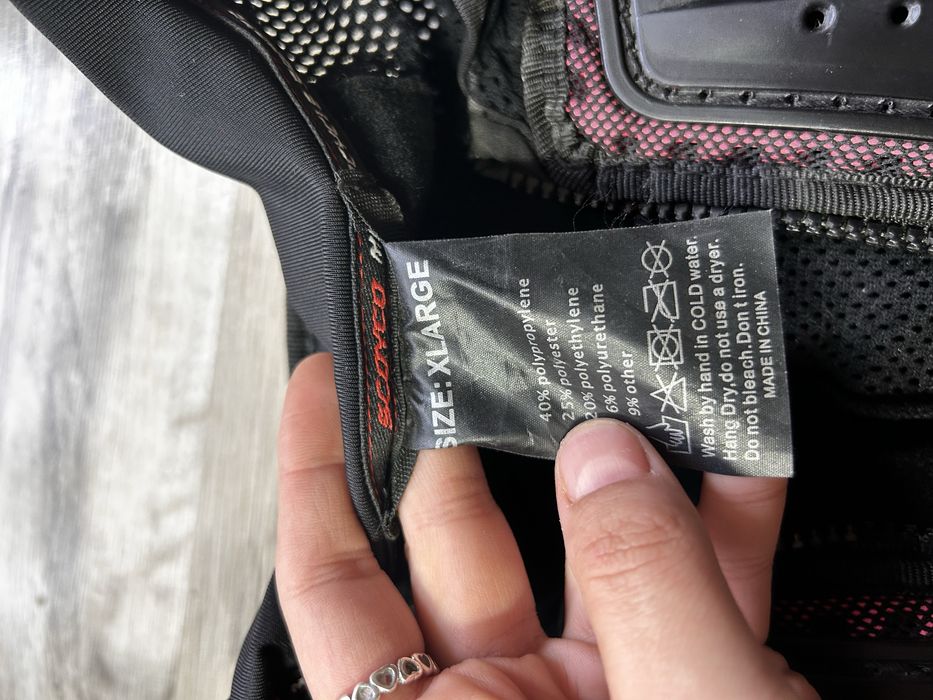 SCOYCO
SIZE: XLARGE
40% polypropylene
25% polyester
20% polyethylene
6% polyurethane
9% other
Wash by hand in COLD water.
Hang Dry,do not use a dryer.
Do not bleach.Don t iron.
MADE IN CHINA